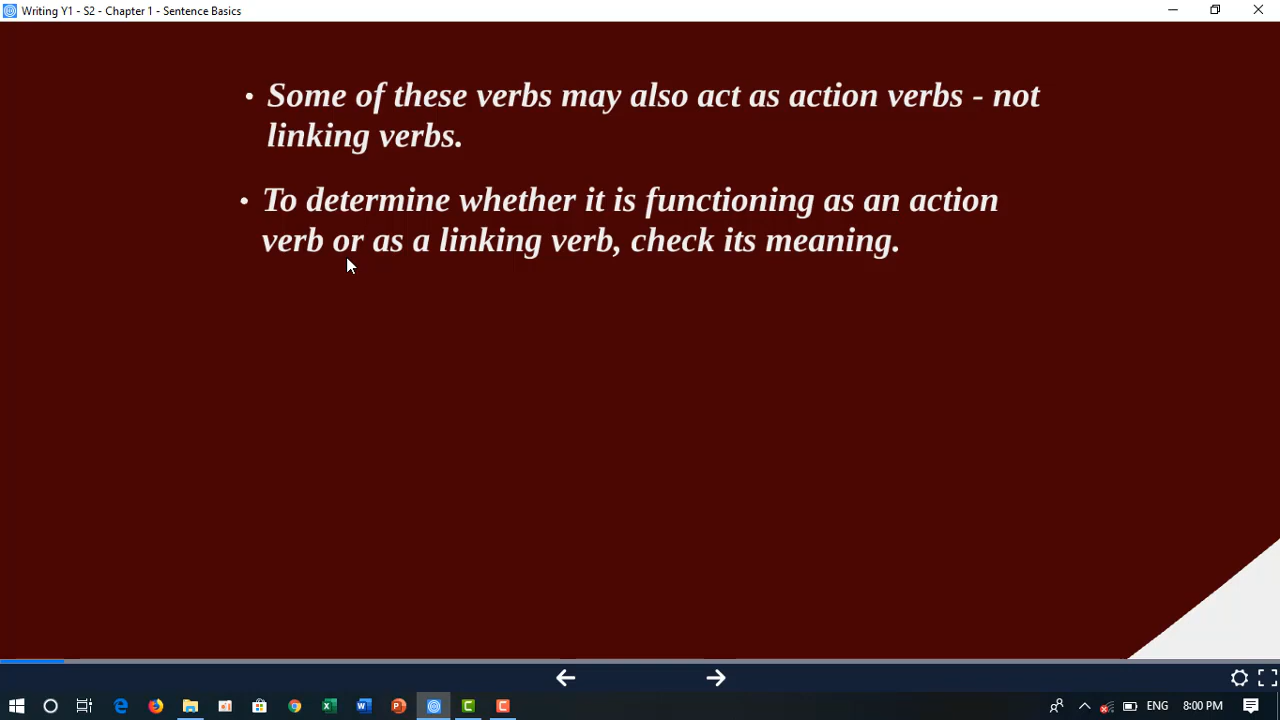 Writing Y1 - S2 - Chapter 1 - Sentence Basics
• Some of these verbs may also act as action verbs - not
linking verbs.
• To determine whether it is functioning as an action
verb or as a linking verb, check its meaning.
ENG
8:00 PM